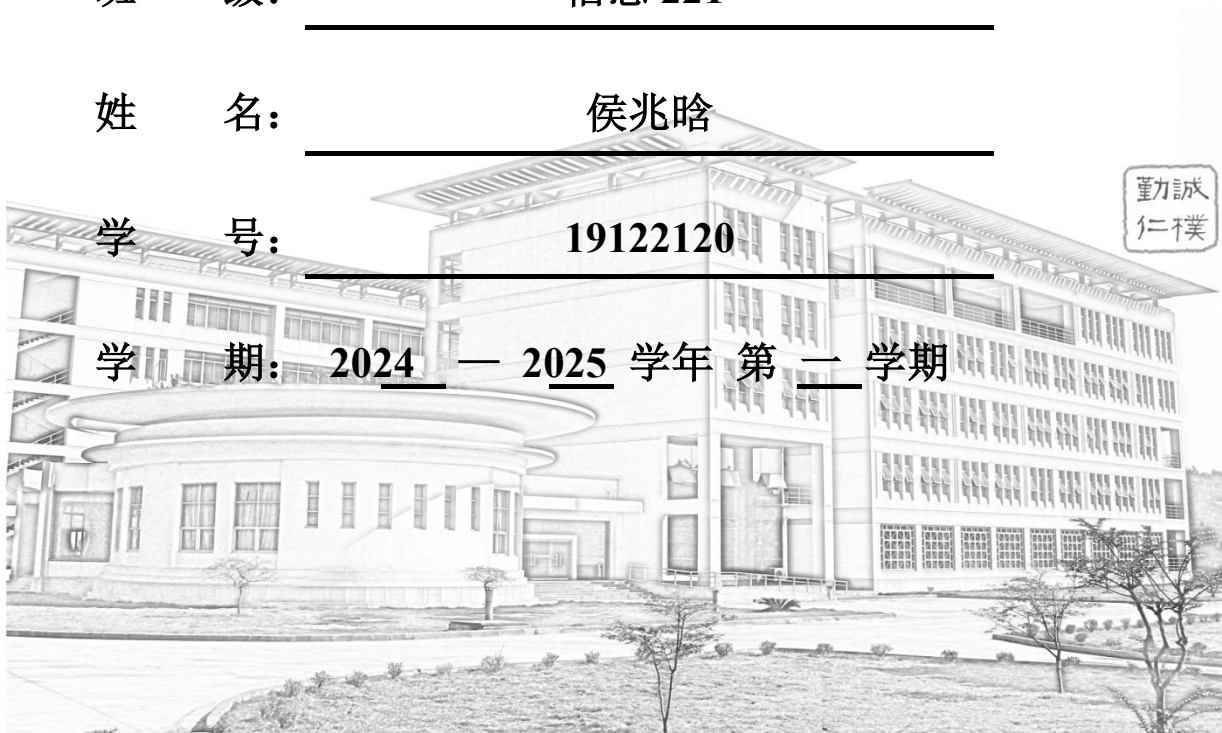 姓 名： 侯兆晗
学 号： 19122120
学 期： 2024 — 2025 学年 第 一 学期
勤誠
仁樸